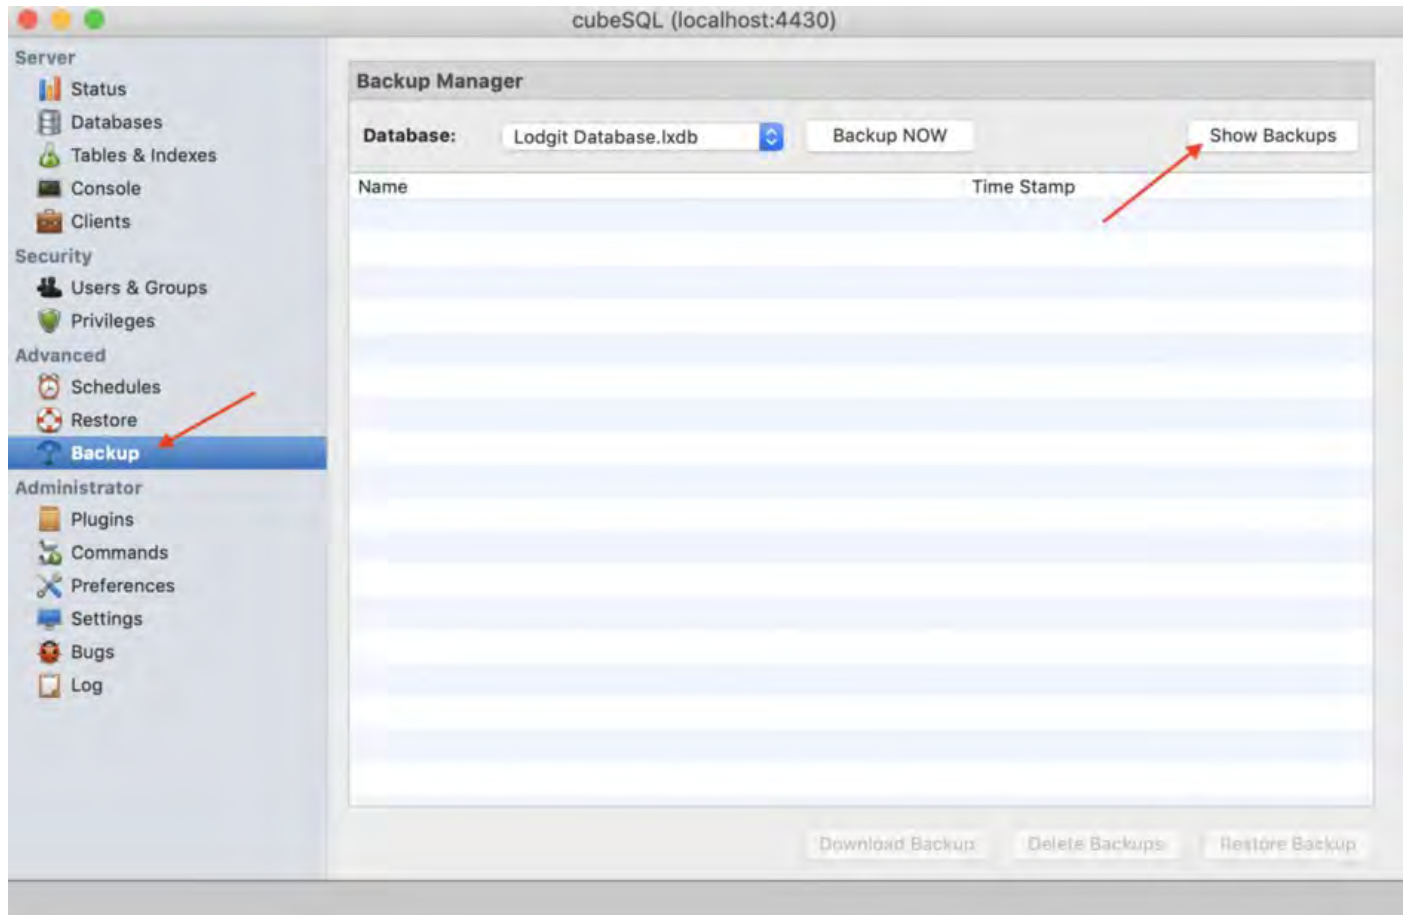 cubeSQL (localhost:4430)
Server
Status
Databases
Tables & Indexes
Console
Clients
Security
Users & Groups
Privileges
Advanced
Schedules
Restore
Backup
Administrator
Plugins
Commands
Preferences
Settings
Bugs
Log
Backup Manager
Database: Lodgit Database.lxdb Backup NOW Show Backups
Name Time Stamp
Download Backup Delete Backups Restore Backup